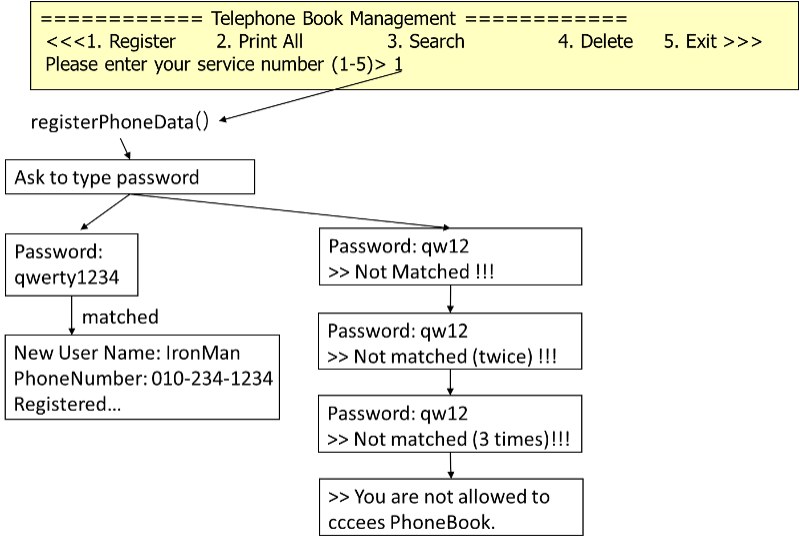 ============ Telephone Book Management ============
<<<1. Register 2. Print All 3. Search 4. Delete 5. Exit >>>
Please enter your service number (1-5)> 1
registerPhoneData()
Ask to type password
Password:
qwerty1234
matched
New User Name: IronMan
PhoneNumber: 010-234-1234
Registered...
Password: qw12
>> Not Matched !!!
Password: qw12
>> Not matched (twice) !!!
Password: qw12
>> Not matched (3 times)!!!
>> You are not allowed to
cccees PhoneBook.